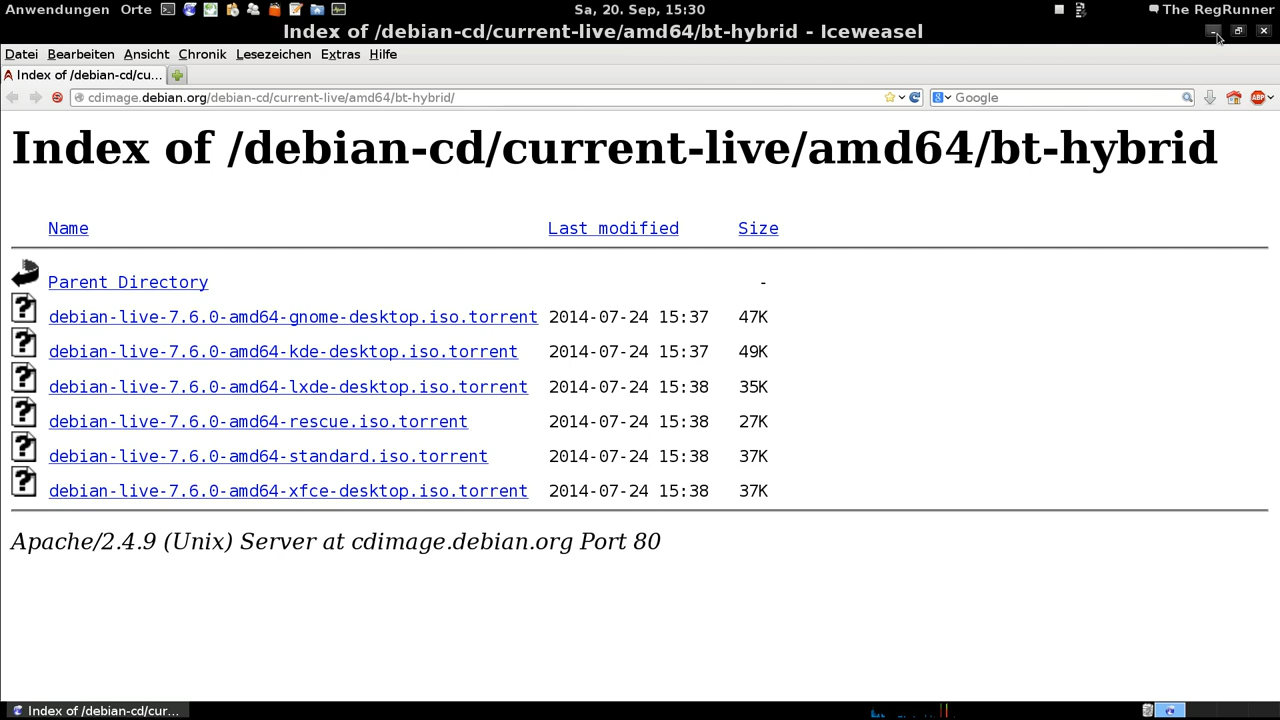 Anwendungen Orte Sa, 20. Sep, 15:30 The RegRunner
Index of /debian-cd/current-live/amd64/bt-hybrid - Iceweasel
Datei Bearbeiten Ansicht Chronik Lesezeichen Extras Hilfe
Index of /debian-cd/cu...
cdimage.debian.org/debian-cd/current-live/amd64/bt-hybrid/ Google ABP
Index of /debian-cd/current-live/amd64/bt-hybrid
Name Last modified Size
Parent Directory -
debian-live-7.6.0-amd64-gnome-desktop.iso.torrent 2014-07-24 15:37 47K
debian-live-7.6.0-amd64-kde-desktop.iso.torrent 2014-07-24 15:37 49K
debian-live-7.6.0-amd64-lxde-desktop.iso.torrent 2014-07-24 15:38 35K
debian-live-7.6.0-amd64-rescue.iso.torrent 2014-07-24 15:38 27K
debian-live-7.6.0-amd64-standard.iso.torrent 2014-07-24 15:38 37K
debian-live-7.6.0-amd64-xfce-desktop.iso.torrent 2014-07-24 15:38 37K
Apache/2.4.9 (Unix) Server at cdimage.debian.org Port 80
Index of /debian-cd/cur...